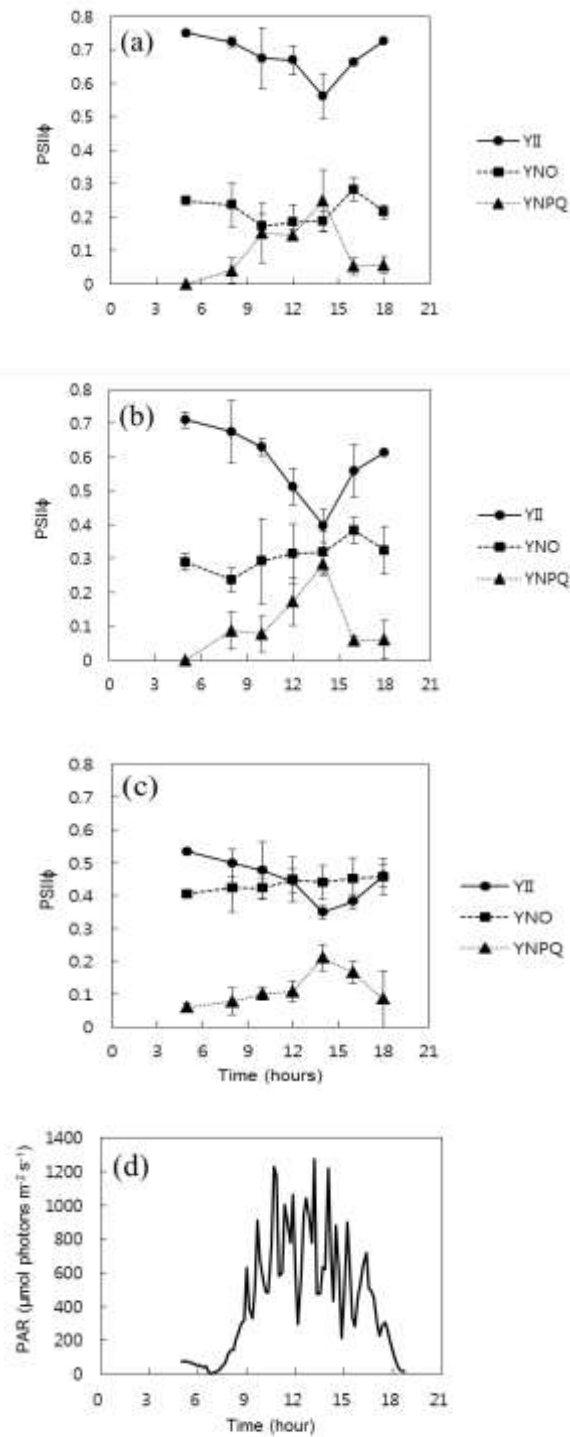 (a)
0.8
0.7
0.6
0.5
0.4
0.3
0.2
0.1
0
PSIIϕ
0 3 6 9 12 15 18 21
YII
YNO
YNPQ
(b)
0.8
0.7
0.6
0.5
0.4
0.3
0.2
0.1
0
PSIIϕ
0 3 6 9 12 15 18 21
YII
YNO
YNPQ
(c)
0.8
0.7
0.6
0.5
0.4
0.3
0.2
0.1
0
PSIIϕ
0 3 6 9 12 15 18 21
Time (hours)
YII
YNO
YNPQ
(d)
1400
1200
1000
800
600
400
200
0
PAR (µmol photons m⁻² s⁻¹)
0 3 6 9 12 15 18 21
Time (hour)